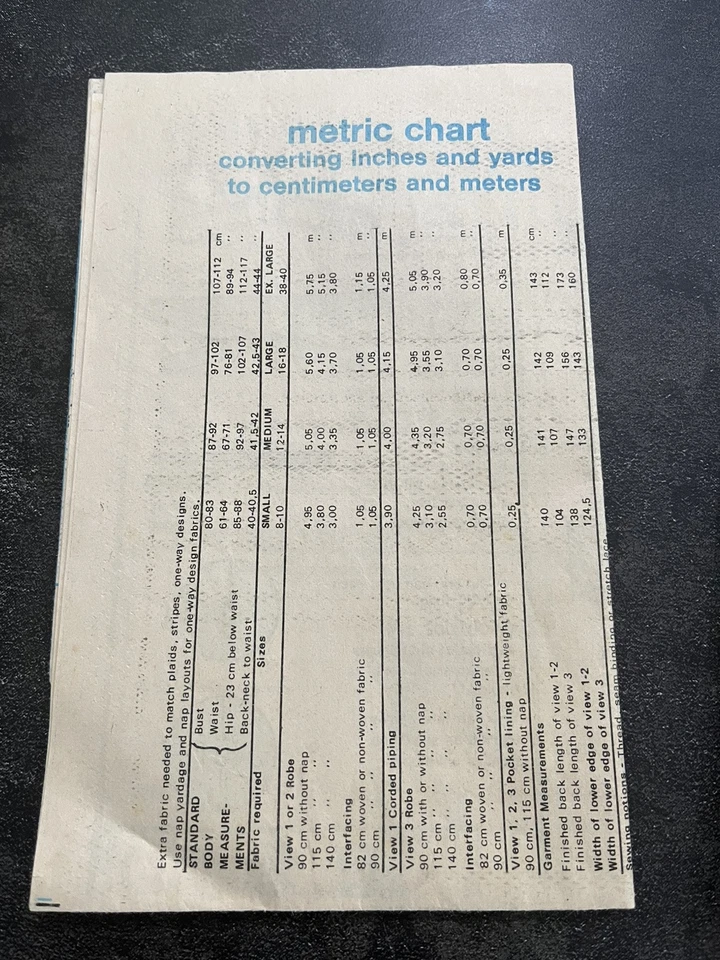 metric chart
converting inches and yards
to centimeters and meters
Extra fabric needed to match plaids, stripes, one-way designs.
Use nap yardage and nap layouts for one-way design fabrics.
STANDARD Bust 80-83 87-92 97-102 107-112 cm
BODY Waist 61-64 67-71 76-81 89-94 ,,
MEASURE- Hip - 23 cm below waist 85-88 92-97 102-107 112-117 ,,
MENTS Back-neck to waist 40-40,5 41,5-42 42,5-43 44-44 ,,
Fabric required Sizes SMALL MEDIUM LARGE EX. LARGE
8-10 12-14 16-18 38-40
View 1 or 2 Robe
90 cm without nap 4,95 5,05 5,60 5,75 m
115 cm ,, ,, 3,80 4,00 4,15 5,15 ,,
140 cm ,, ,, 3,00 3,35 3,70 3,80 ,,
Interfacing
82 cm woven or non-woven fabric 1,05 1,05 1,05 1,15 m
90 cm ,, ,, ,, ,, 1,05 1,05 1,05 1,05 ,,
View 1 Corded piping 3,90 4,00 4,15 4,25 m
View 3 Robe
90 cm with or without nap 4,25 4,35 4,95 5,05 m
115 cm ,, ,, ,, ,, 3,10 3,20 3,55 3,90 ,,
140 cm ,, ,, ,, ,, 2,55 2,75 3,10 3,20 ,,
Interfacing
82 cm woven or non-woven fabric 0,70 0,70 0,70 0,80 m
90 cm ,, ,, ,, ,, 0,70 0,70 0,70 0,70 ,,
View 1, 2, 3 Pocket lining - lightweight fabric
90 cm, 115 cm without nap 0,25 0,25 0,25 0,35 m
Garment Measurements
Finished back length of view 1-2 140 141 142 143 cm
Finished back length of view 3 104 107 109 112 ,,
Width of lower edge of view 1-2 138 147 156 173 ,,
Width of lower edge of view 3 124,5 133 143 160 ,,
Sewing notions - Thread, seam binding or stretch lace